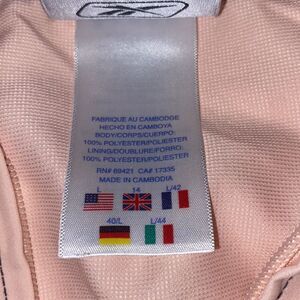 FABRIQUE AU CAMBODGE
HECHO EN CAMBOYA
BODY/CORPS/CUERPO:
100% POLYESTER/POLIESTER
LINING/DOUBLURE/FORRO:
100% POLYESTER/POLIESTER
RN# 69421 CA# 17335
MADE IN CAMBODIA
L 14 L/42
40/L L/44